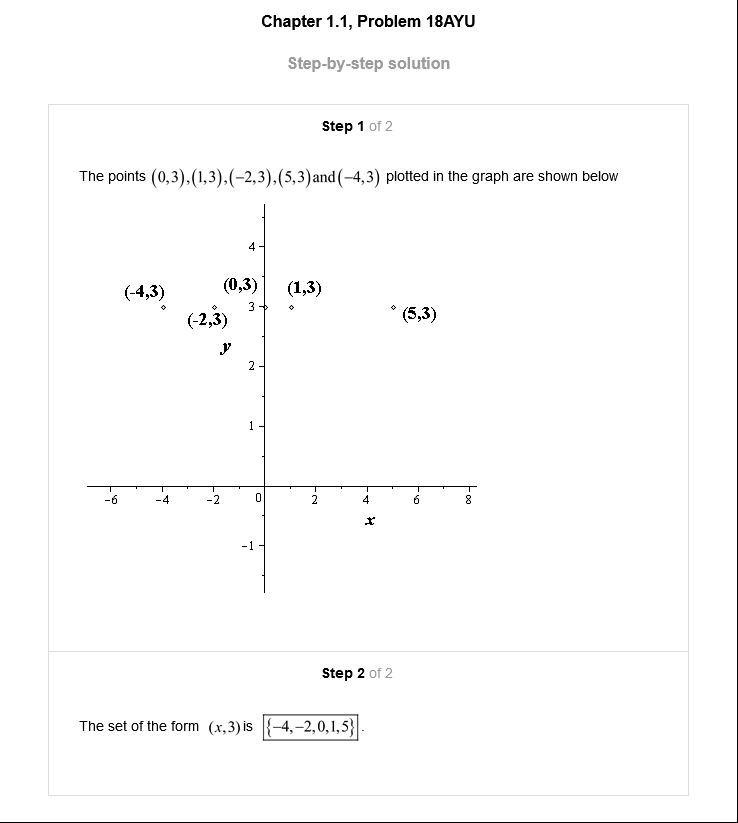 Chapter 1.1, Problem 18AYU
Step-by-step solution
Step 1 of 2
The points (0,3),(1,3),(−2,3),(5,3)and(−4,3) plotted in the graph are shown below
4
(-4,3) (0,3) (1,3)
3
(-2,3) (5,3)
y
2
1
−6 −4 −2 0 2 4 6 8
x
−1
Step 2 of 2
The set of the form (x,3) is {−4,−2,0,1,5}.